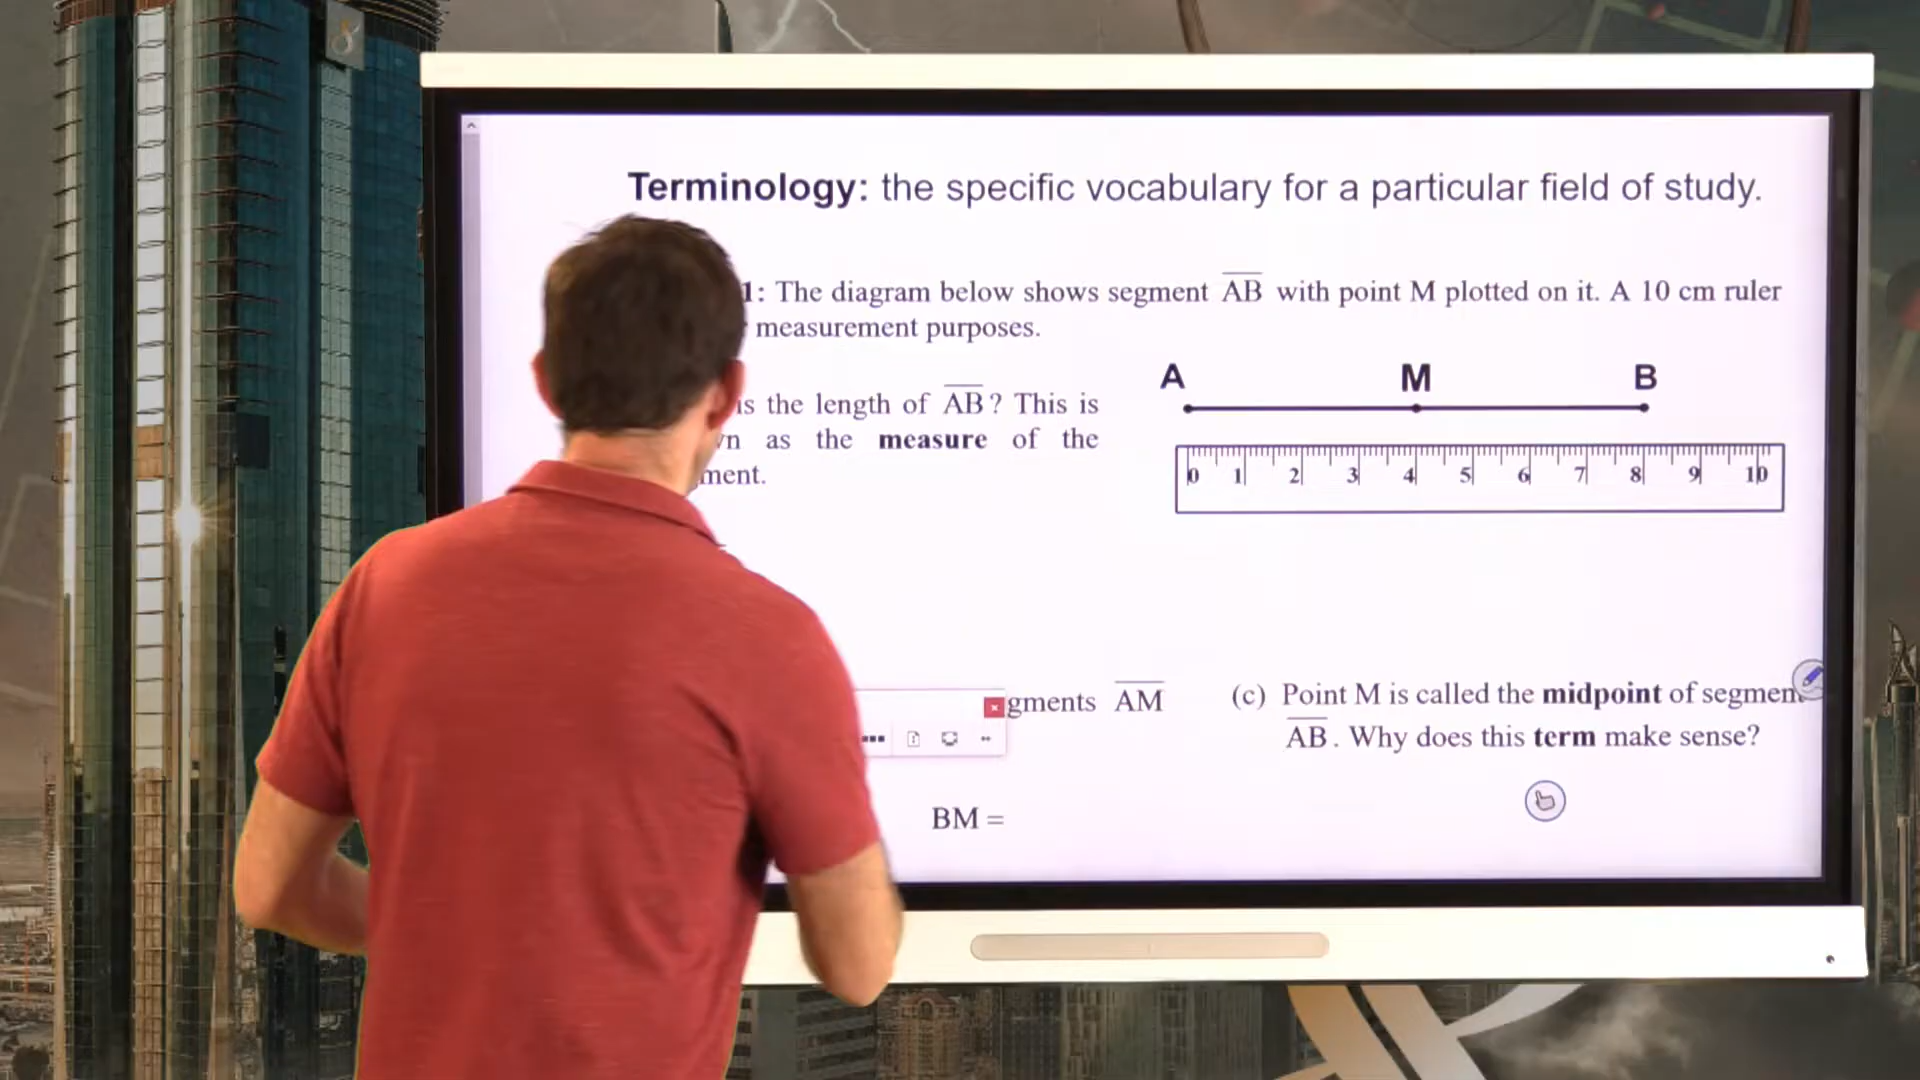 Terminology: the specific vocabulary for a particular field of study.
1: The diagram below shows segment AB with point M plotted on it. A 10 cm ruler
measurement purposes.
A M B
is the length of AB? This is
as the measure of the
0 1 2 3 4 5 6 7 8 9 10
AM
(c) Point M is called the midpoint of
AB. Why does this term make sense?
BM =